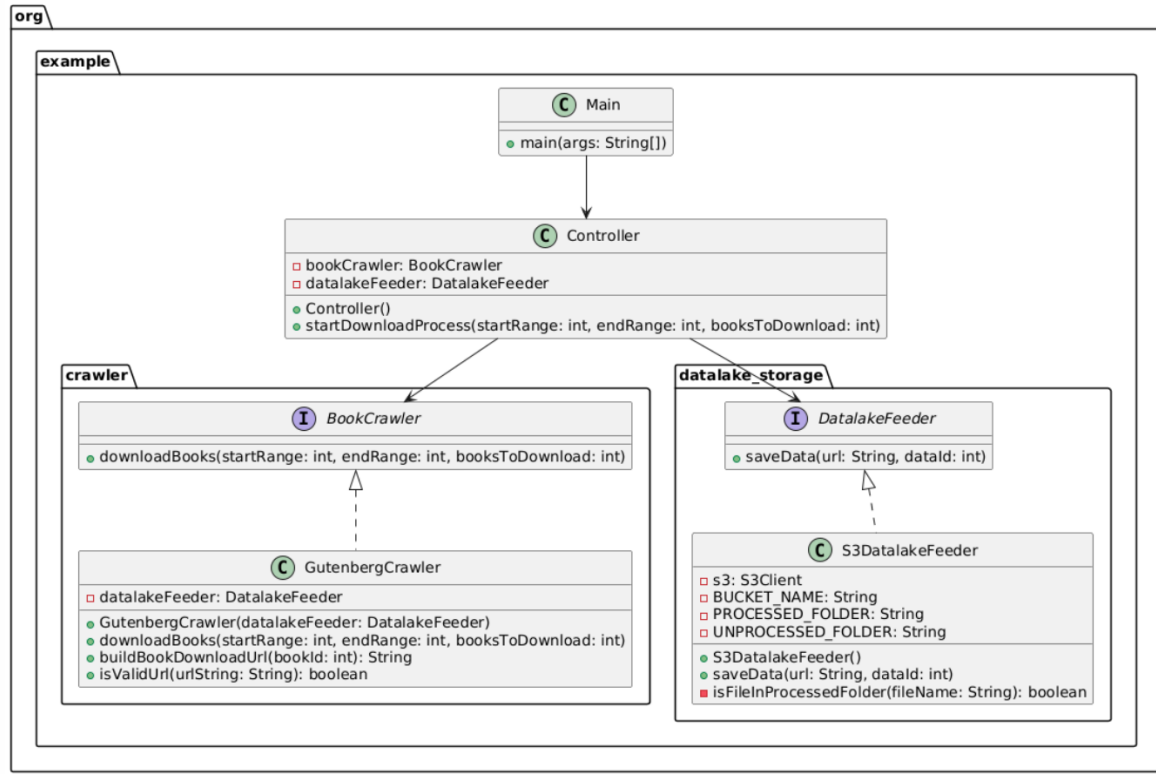 org
example
C Main
main(args: String[])
C Controller
bookCrawler: BookCrawler
datalakeFeeder: DatalakeFeeder
Controller()
startDownloadProcess(startRange: int, endRange: int, booksToDownload: int)
crawler
I BookCrawler
downloadBooks(startRange: int, endRange: int, booksToDownload: int)
C GutenbergCrawler
datalakeFeeder: DatalakeFeeder
GutenbergCrawler(datalakeFeeder: DatalakeFeeder)
downloadBooks(startRange: int, endRange: int, booksToDownload: int)
buildBookDownloadUrl(bookId: int): String
isValidUrl(urlString: String): boolean
datalake_storage
I DatalakeFeeder
saveData(url: String, dataId: int)
C S3DatalakeFeeder
s3: S3Client
BUCKET_NAME: String
PROCESSED_FOLDER: String
UNPROCESSED_FOLDER: String
S3DatalakeFeeder()
saveData(url: String, dataId: int)
isFileInProcessedFolder(fileName: String): boolean